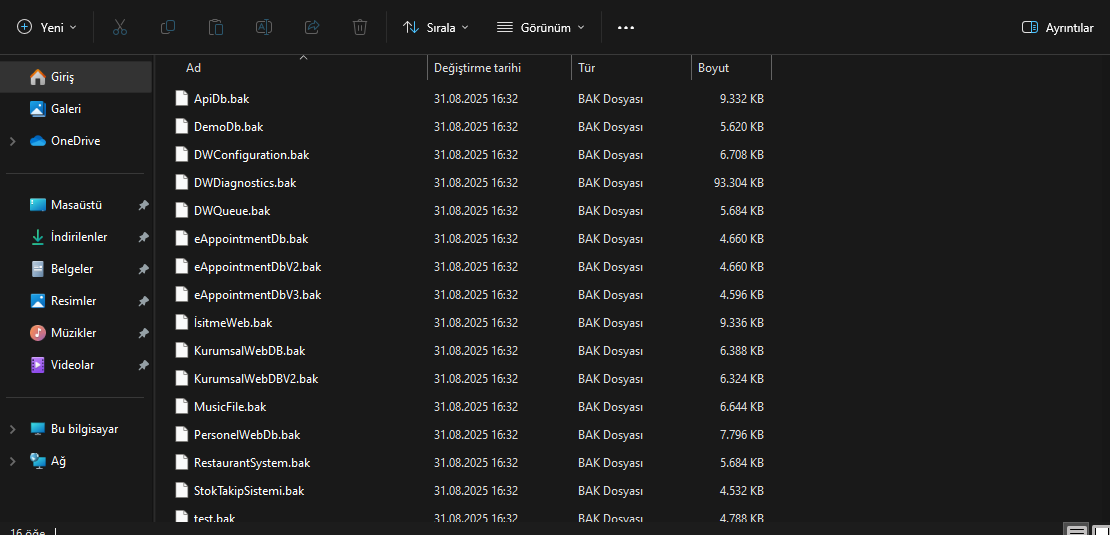 Yeni
Sırala
Görünüm
Ayrıntılar
Giriş
Galeri
OneDrive
Masaüstü
İndirilenler
Belgeler
Resimler
Müzikler
Videolar
Bu bilgisayar
Ağ
Ad Değiştirme tarihi Tür Boyut
ApiDb.bak 31.08.2025 16:32 BAK Dosyası 9.332 KB
DemoDb.bak 31.08.2025 16:32 BAK Dosyası 5.620 KB
DWConfiguration.bak 31.08.2025 16:32 BAK Dosyası 6.708 KB
DWDiagnostics.bak 31.08.2025 16:32 BAK Dosyası 93.304 KB
DWQueue.bak 31.08.2025 16:32 BAK Dosyası 5.684 KB
eAppointmentDb.bak 31.08.2025 16:32 BAK Dosyası 4.660 KB
eAppointmentDbV2.bak 31.08.2025 16:32 BAK Dosyası 4.660 KB
eAppointmentDbV3.bak 31.08.2025 16:32 BAK Dosyası 4.596 KB
İsitmeWeb.bak 31.08.2025 16:32 BAK Dosyası 9.336 KB
KurumsalWebDB.bak 31.08.2025 16:32 BAK Dosyası 6.388 KB
KurumsalWebDBV2.bak 31.08.2025 16:32 BAK Dosyası 6.324 KB
MusicFile.bak 31.08.2025 16:32 BAK Dosyası 6.644 KB
PersonelWebDb.bak 31.08.2025 16:32 BAK Dosyası 7.796 KB
RestaurantSystem.bak 31.08.2025 16:32 BAK Dosyası 5.684 KB
StokTakipSistemi.bak 31.08.2025 16:32 BAK Dosyası 4.532 KB
test.bak 31.08.2025 16:32 BAK Dosyası 4.788 KB
16 öğe